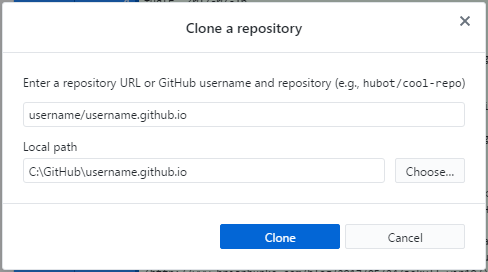 Clone a repository
Enter a repository URL or GitHub username and repository (e.g., hubot/cool-repo)
username/username.github.io
Local path
C:\GitHub\username.github.io
Choose...
Clone
Cancel